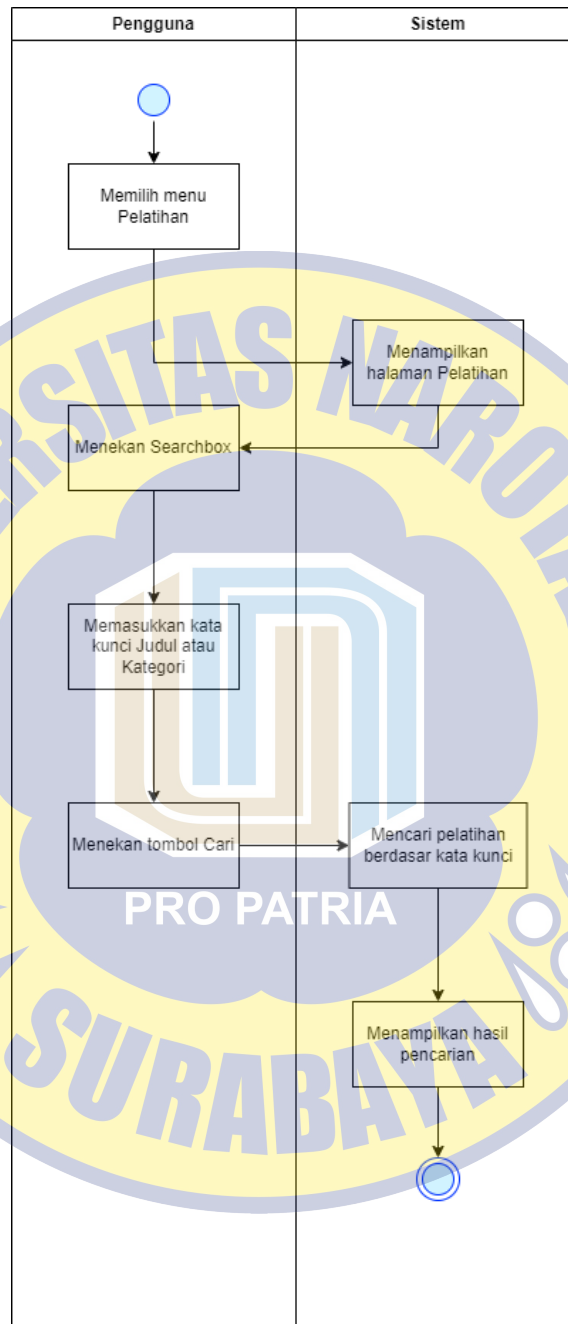 Pengguna
Sistem
Memilih menu
Pelatihan
Menampilkan
halaman Pelatihan
Menekan Searchbox
Memasukkan kata
kunci Judul atau
Kategori
Menekan tombol Cari
Mencari pelatihan
berdasar kata kunci
Menampilkan hasil
pencarian
PRO PATRIA
SURABAYA